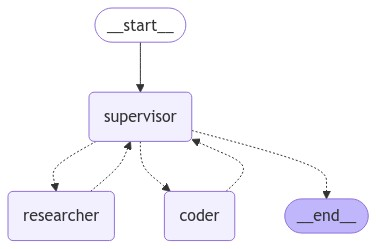 __start__
supervisor
researcher
coder
__end__